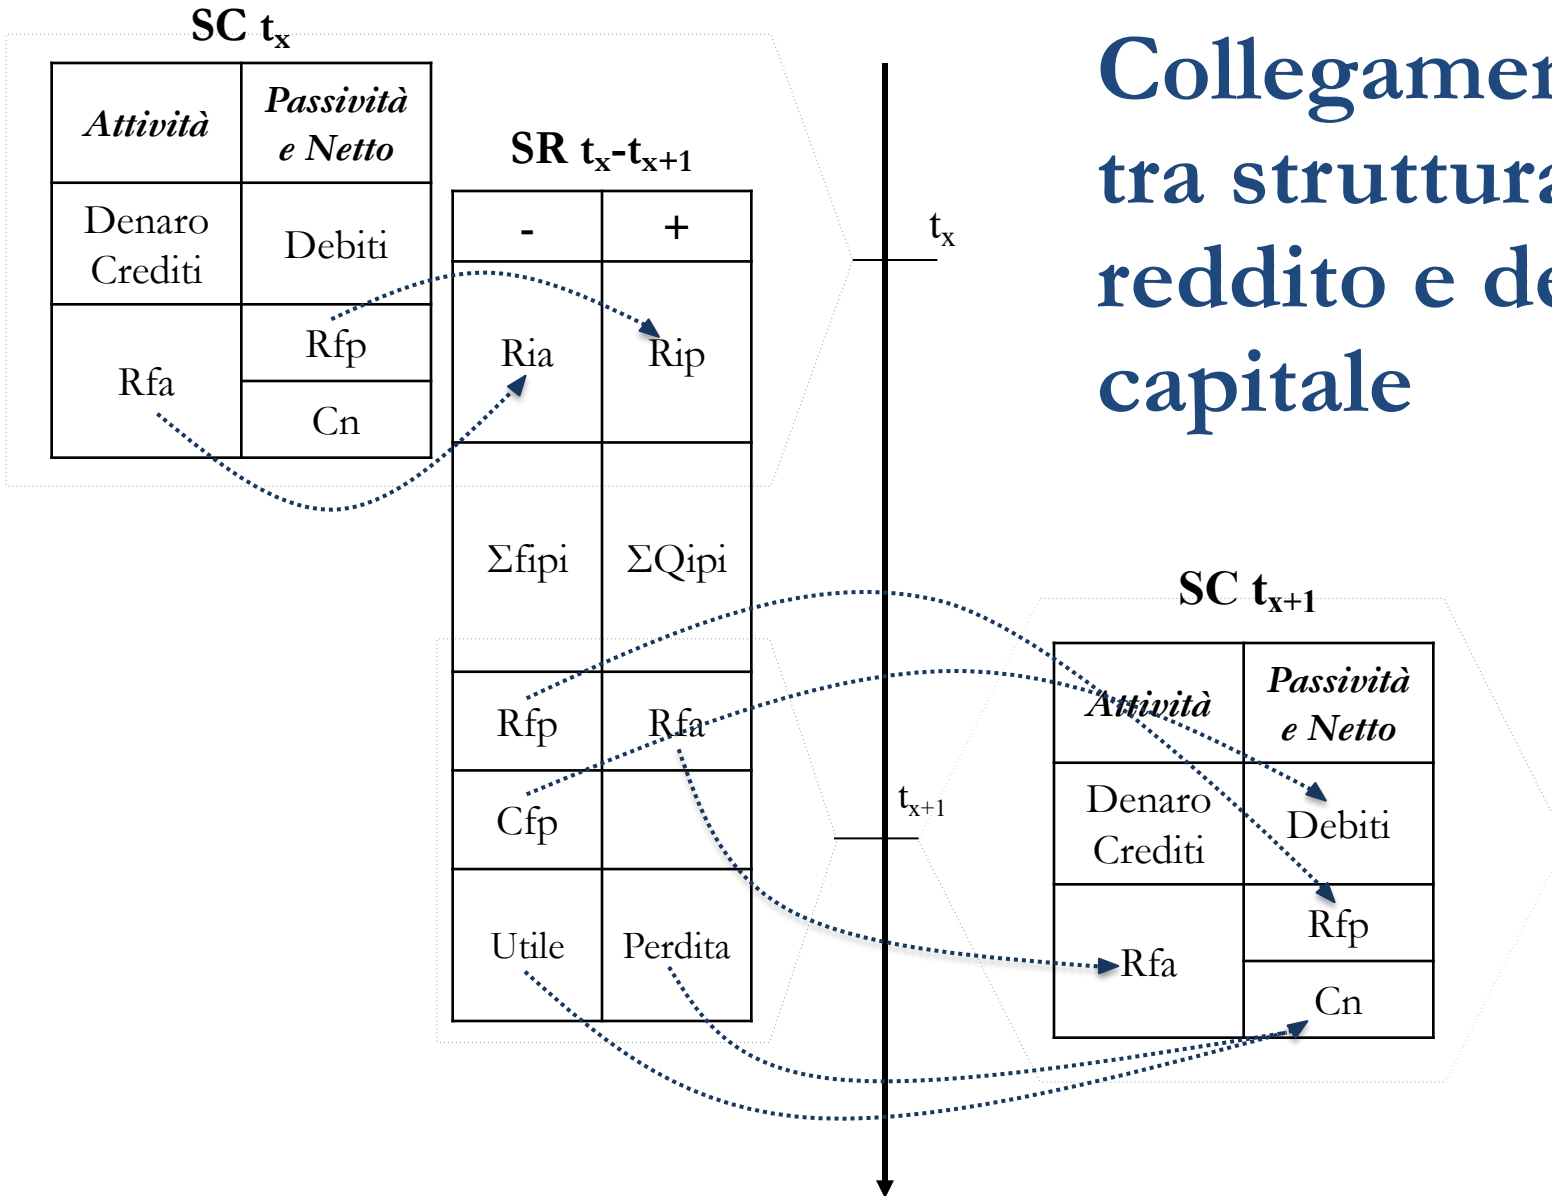 SC tx
Attività
Passività
e Netto
Denaro
Crediti
Debiti
Rfa
Rfp
Cn
SR tx-tx+1
-
+
Ria
Rip
Σfipi
ΣQipi
Rfp
Rfa
Cfp
Utile
Perdita
tx
tx+1
Collegamen
tra struttura
reddito e de
capitale
SC tx+1
Attività
Passività
e Netto
Denaro
Crediti
Debiti
Rfa
Rfp
Cn